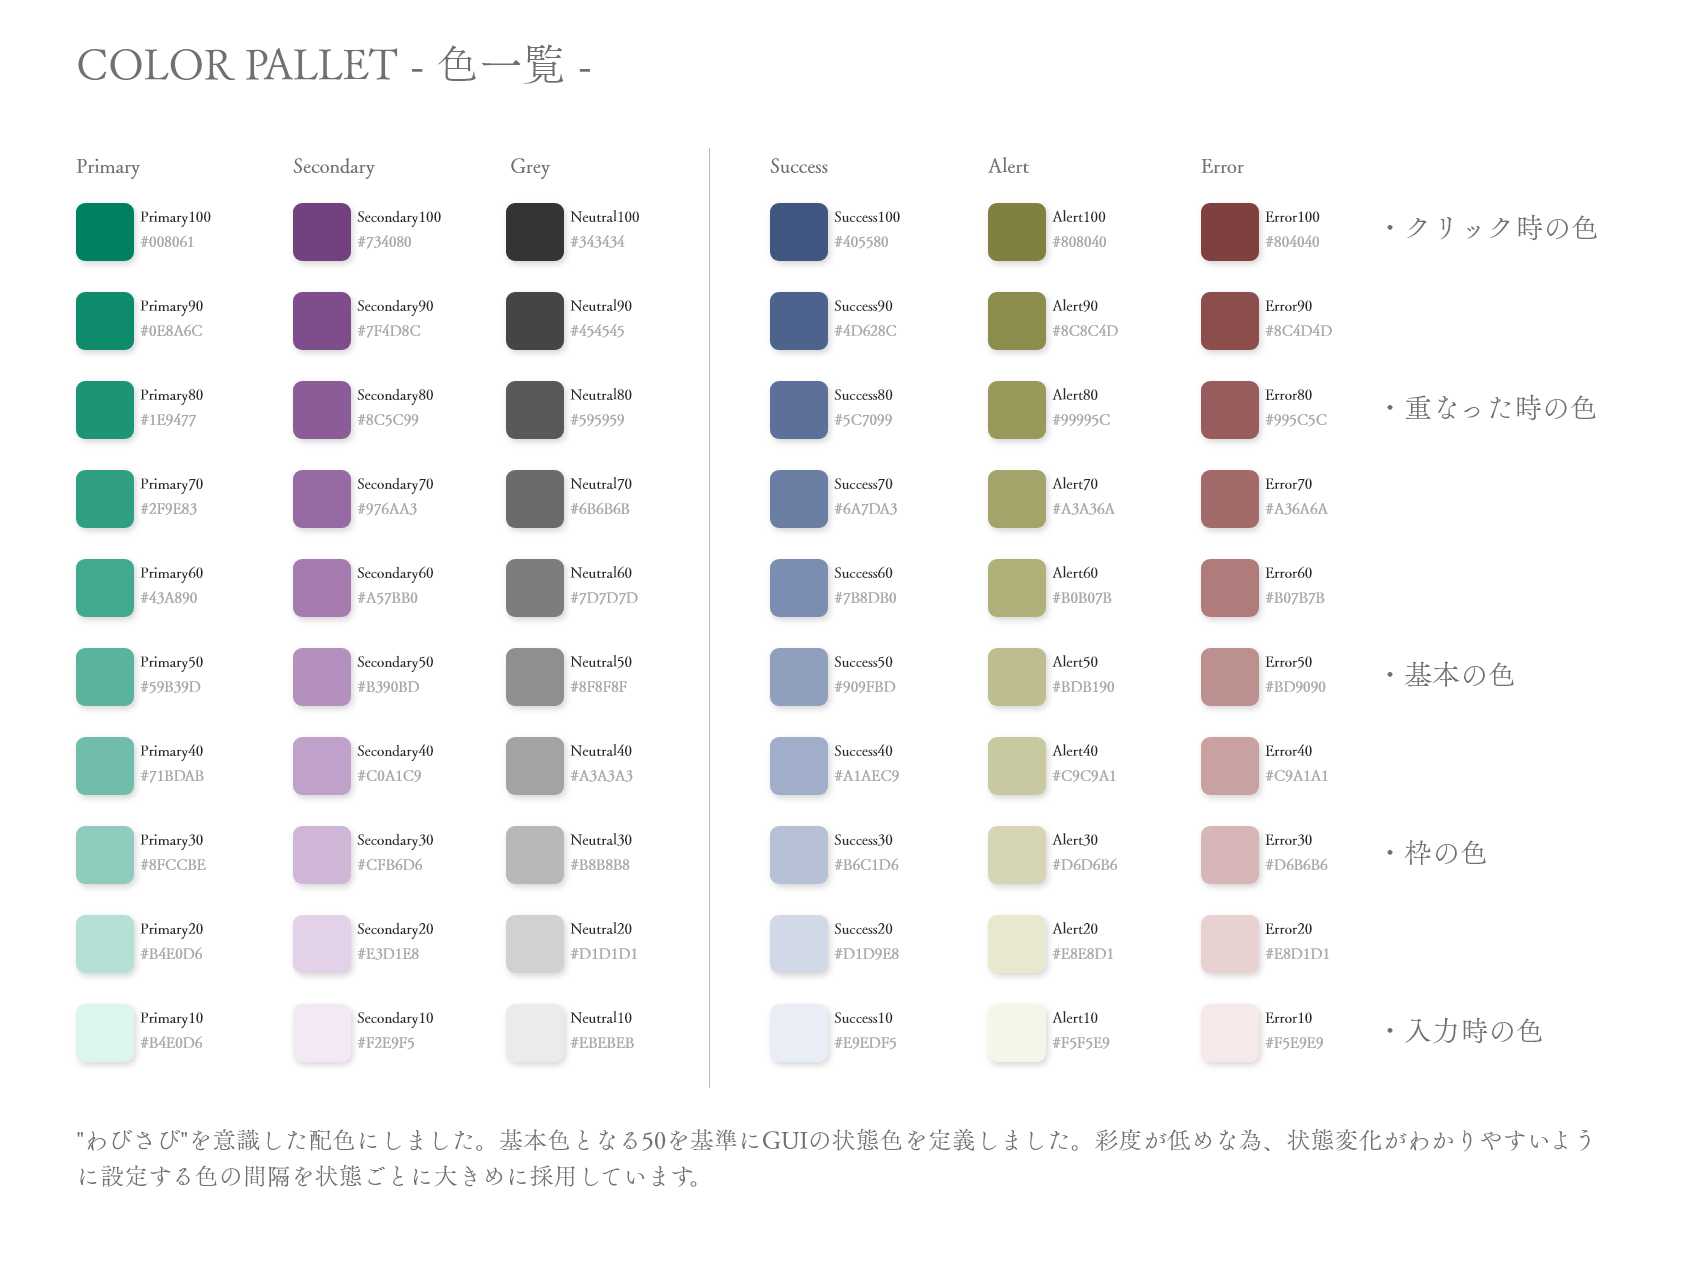 COLOR PALLET - 色一覧 -
Primary Secondary Grey Success Alert Error
Primary100 Secondary100 Neutral100 Success100 Alert100 Error100
#008061 #734080 #343434 #405580 #808040 #804040
・クリック時の色
Primary90 Secondary90 Neutral90 Success90 Alert90 Error90
#0E8A6C #7F4D8C #454545 #4D628C #8C8C4D #8C4D4D
Primary80 Secondary80 Neutral80 Success80 Alert80 Error80
#1E9477 #8C5C99 #595959 #5C7099 #99995C #995C5C
・重なった時の色
Primary70 Secondary70 Neutral70 Success70 Alert70 Error70
#2F9E83 #976AA3 #6B6B6B #6A7DA3 #A3A36A #A36A6A
Primary60 Secondary60 Neutral60 Success60 Alert60 Error60
#43A890 #A57BB0 #7D7D7D #7B8DB0 #B0B07B #B07B7B
Primary50 Secondary50 Neutral50 Success50 Alert50 Error50
#59B39D #B390BD #8F8F8F #909FBD #BDB190 #BD9090
・基本の色
Primary40 Secondary40 Neutral40 Success40 Alert40 Error40
#71BDAB #C0A1C9 #A3A3A3 #A1AEC9 #C9C9A1 #C9A1A1
Primary30 Secondary30 Neutral30 Success30 Alert30 Error30
#8FCCBE #CFB6D6 #B8B8B8 #B6C1D6 #D6D6B6 #D6B6B6
・枠の色
Primary20 Secondary20 Neutral20 Success20 Alert20 Error20
#B4E0D6 #E3D1E8 #D1D1D1 #D1D9E8 #E8E8D1 #E8D1D1
Primary10 Secondary10 Neutral10 Success10 Alert10 Error10
#B4E0D6 #F2E9F5 #EBEBEB #E9EDF5 #F5F5E9 #F5E9E9
・入力時の色
"わびさび"を意識した配色にしました。基本色となる50を基準にGUIの状態色を定義しました。彩度が低めな為、状態変化がわかりやすいよう
に設定する色の間隔を状態ごとに大きめに採用しています。